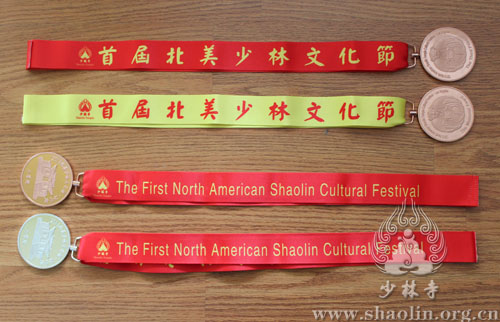 首屆北美少林文化節
首屆北美少林文化節
The First North American Shaolin Cultural Festival
The First North American Shaolin Cultural Festival
少林寺
www.shaolin.org.cn